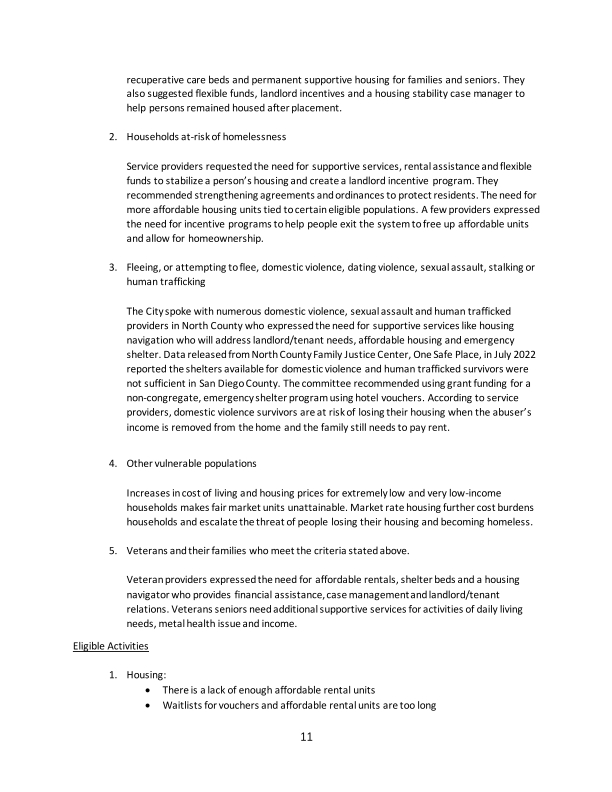 recuperative care beds and permanent supportive housing for families and seniors. They
also suggested flexible funds, landlord incentives and a housing stability case manager to
help persons remained housed after placement.
2. Households at-risk of homelessness
Service providers requested the need for supportive services, rental assistance and flexible
funds to stabilize a person's housing and create a landlord incentive program. They
recommended strengthening agreements and ordinances to protect residents. The need for
more affordable housing units tied to certain eligible populations. A few providers expressed
the need for incentive programs to help people exit the system to free up affordable units
and allow for homeownership.
3. Fleeing, or attempting to flee, domestic violence, dating violence, sexual assault, stalking or
human trafficking
The City spoke with numerous domestic violence, sexual assault and human trafficked
providers in North County who expressed the need for supportive services like housing
navigation who will address landlord/tenant needs, affordable housing and emergency
shelter. Data released from North County Family Justice Center, One Safe Place, in July 2022
reported the shelters available for domestic violence and human trafficked survivors were
not sufficient in San Diego County. The committee recommended using grant funding for a
non-congregate, emergency shelter program using hotel vouchers. According to service
providers, domestic violence survivors are at risk of losing their housing when the abuser's
income is removed from the home and the family still needs to pay rent.
4. Other vulnerable populations
Increases in cost of living and housing prices for extremely low and very low-income
households makes fair market units unattainable. Market rate housing further cost burdens
households and escalate the threat of people losing their housing and becoming homeless.
5. Veterans and their families who meet the criteria stated above.
Veteran providers expressed the need for affordable rentals, shelter beds and a housing
navigator who provides financial assistance, case management and landlord/tenant
relations. Veterans seniors need additional supportive services for activities of daily living
needs, metal health issue and income.
Eligible Activities
1. Housing:
• There is a lack of enough affordable rental units
• Waitlists for vouchers and affordable rental units are too long
11